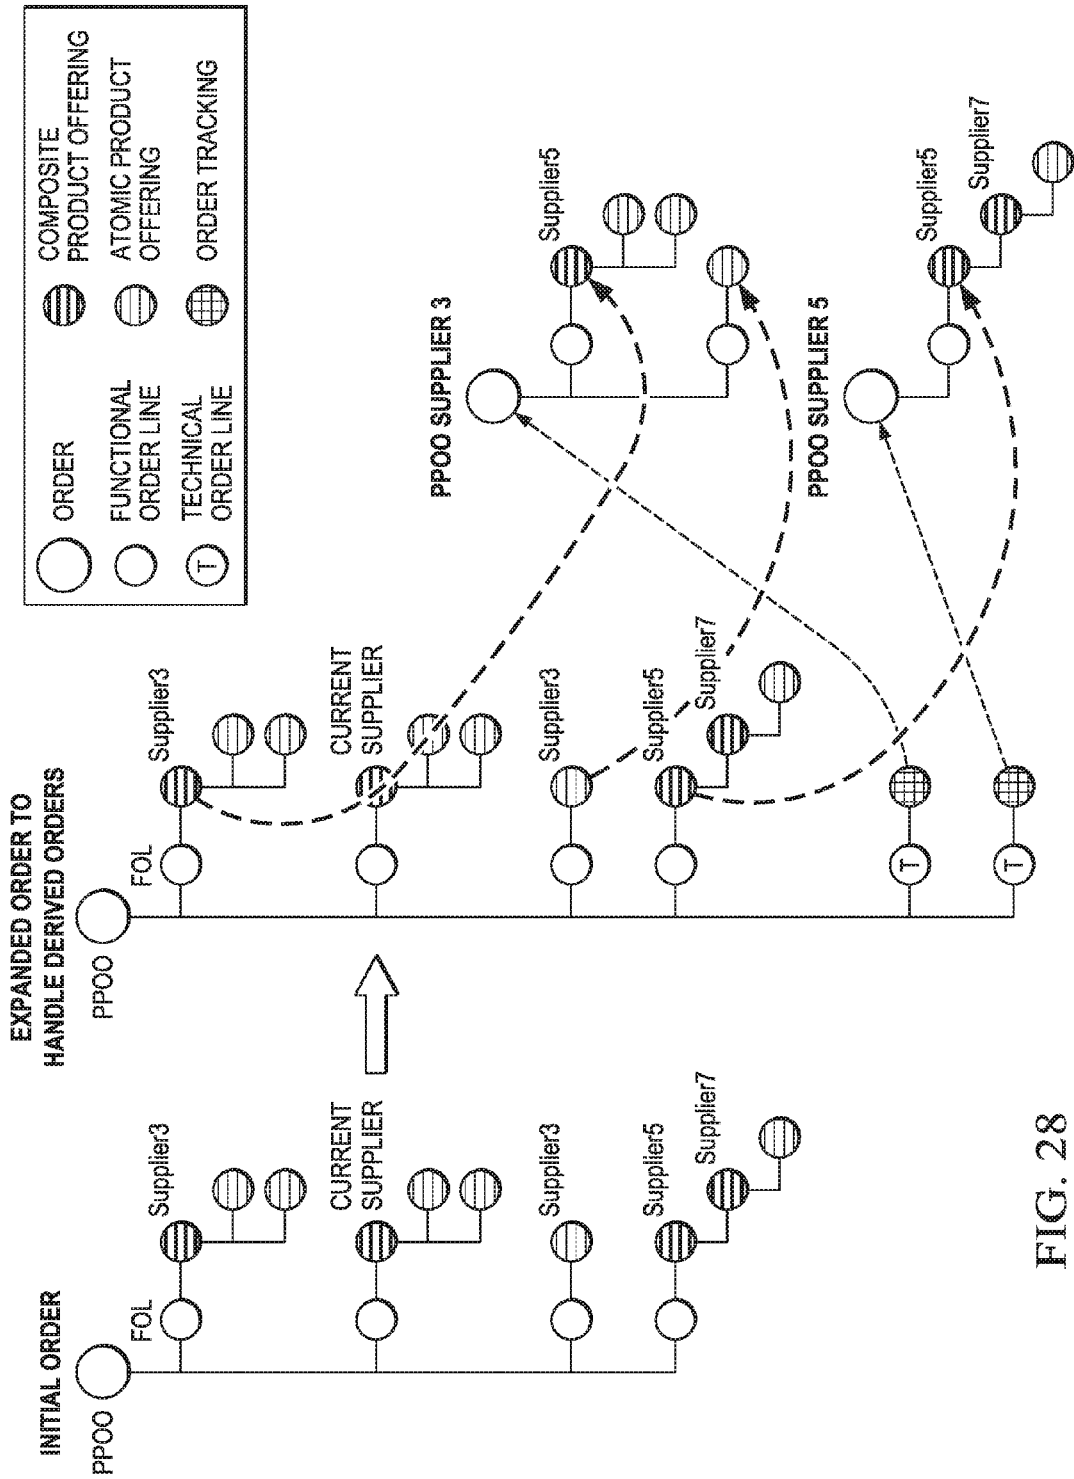 INITIAL ORDER
PPOO
FOL
Supplier3
CURRENT
SUPPLIER
Supplier3
Supplier5
Supplier7
EXPANDED ORDER TO
HANDLE DERIVED ORDERS
PPOO
FOL
Supplier3
CURRENT
SUPPLIER
Supplier3
Supplier5
Supplier7
T
T
ORDER
FUNCTIONAL
ORDER LINE
T
TECHNICAL
ORDER LINE
COMPOSITE
PRODUCT OFFERING
ATOMIC PRODUCT
OFFERING
ORDER TRACKING
PPOO SUPPLIER 3
Supplier5
PPOO SUPPLIER 5
Supplier5
Supplier7
FIG. 28